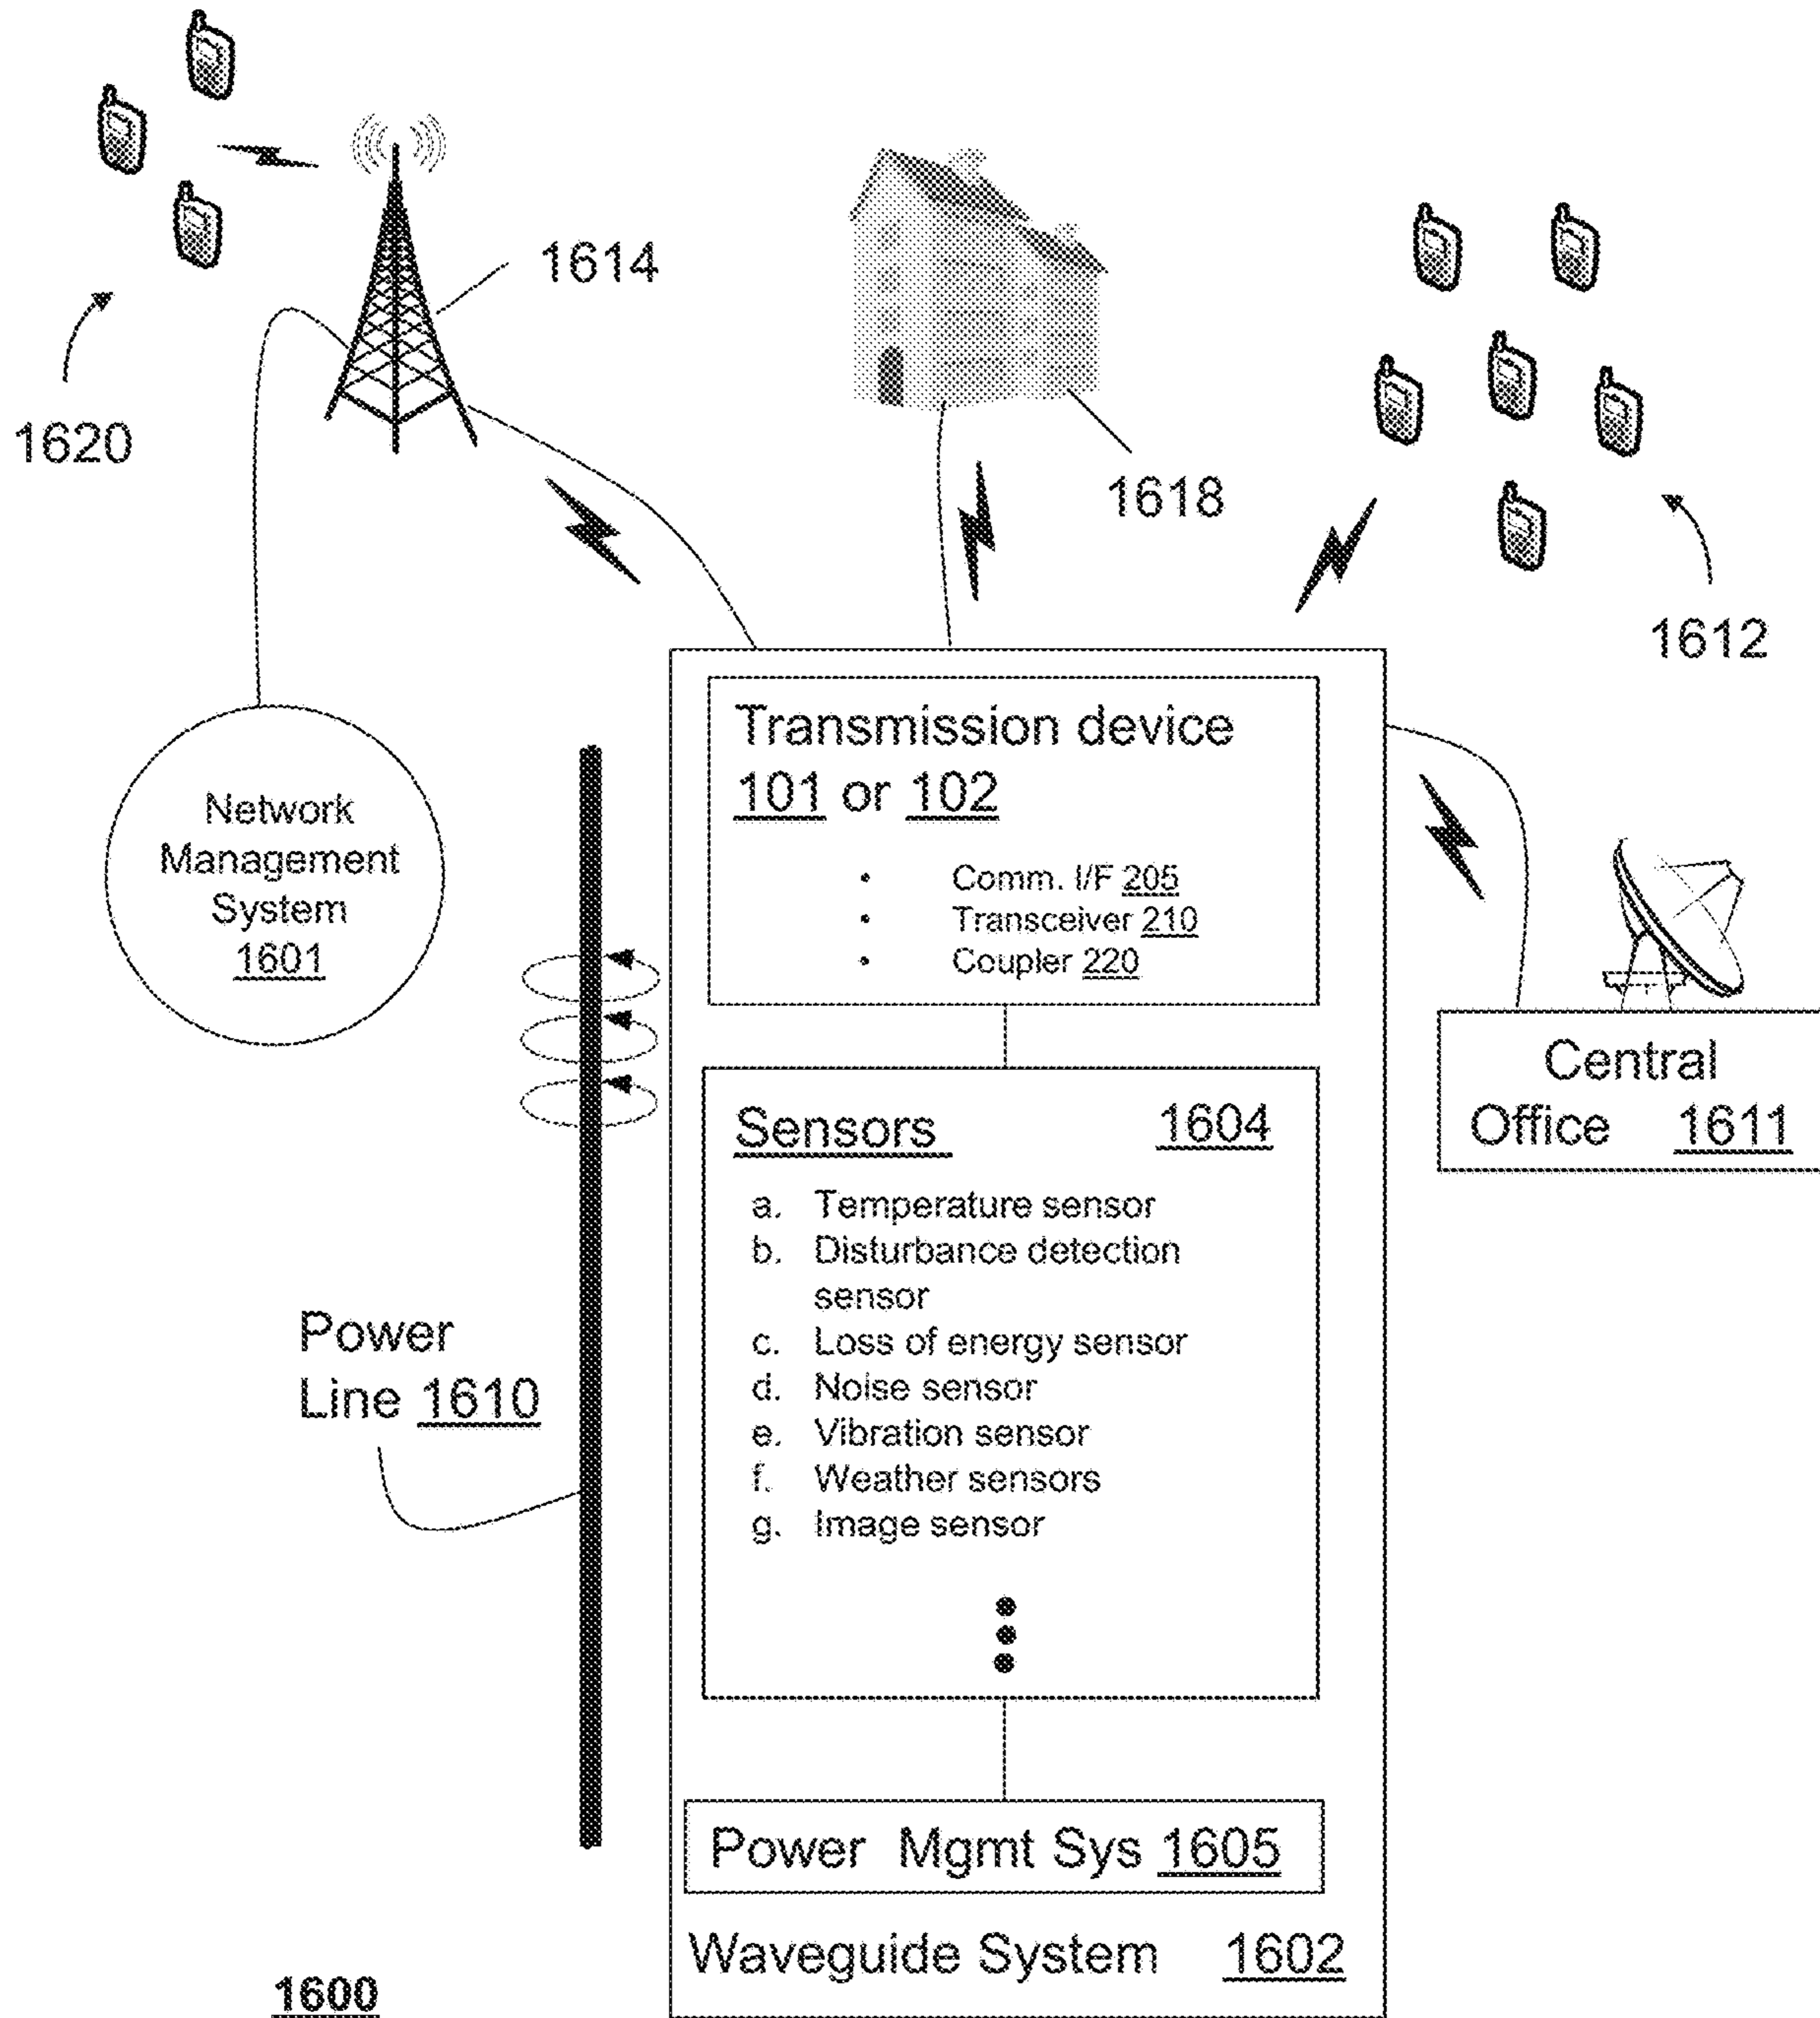 1614
1620
1618
1612
Network
Management
System
1601
Transmission device
101 or 102
• Comm. I/F 205
• Transceiver 210
• Coupler 220
Central
Office 1611
Sensors 1604
a. Temperature sensor
b. Disturbance detection
sensor
c. Loss of energy sensor
d. Noise sensor
e. Vibration sensor
f. Weather sensors
g. Image sensor
Power
Line 1610
Power Mgmt Sys 1605
Waveguide System 1602
1600